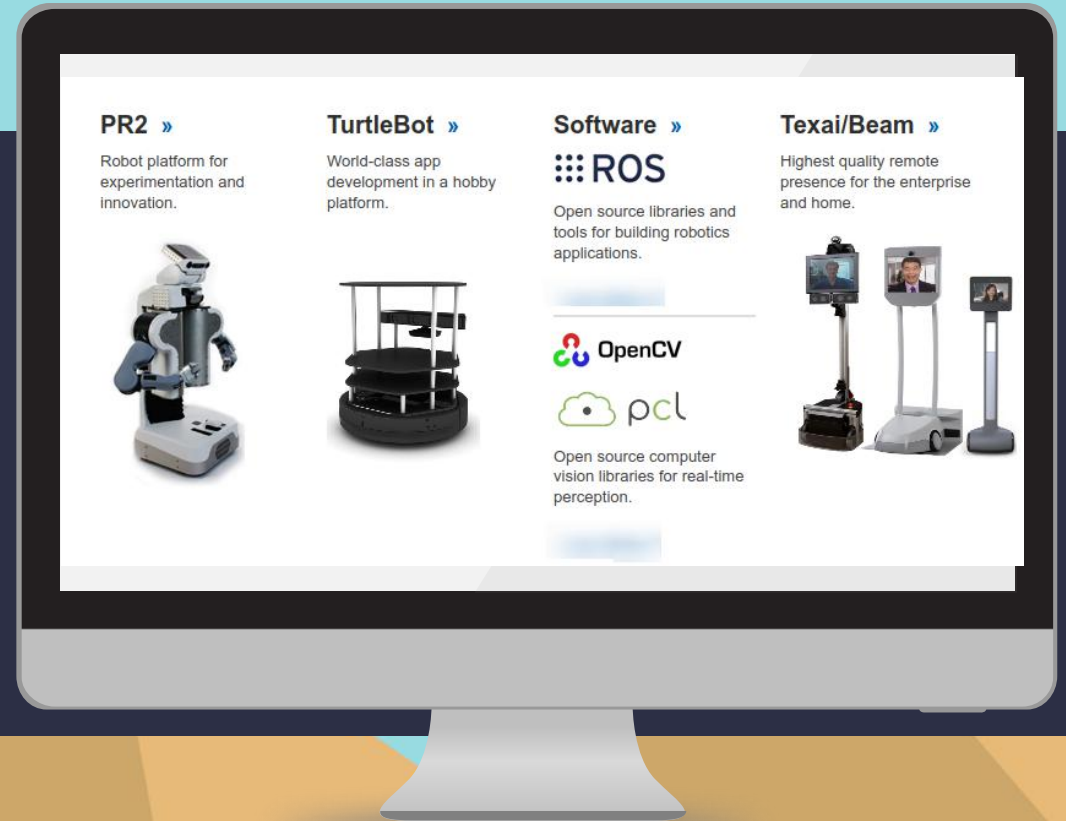 PR2 »
Robot platform for
experimentation and
innovation.
TurtleBot »
World-class app
development in a hobby
platform.
Software »
ROS
Open source libraries and
tools for building robotics
applications.
OpenCV
pcl
Open source computer
vision libraries for real-time
perception.
Texai/Beam »
Highest quality remote
presence for the enterprise
and home.